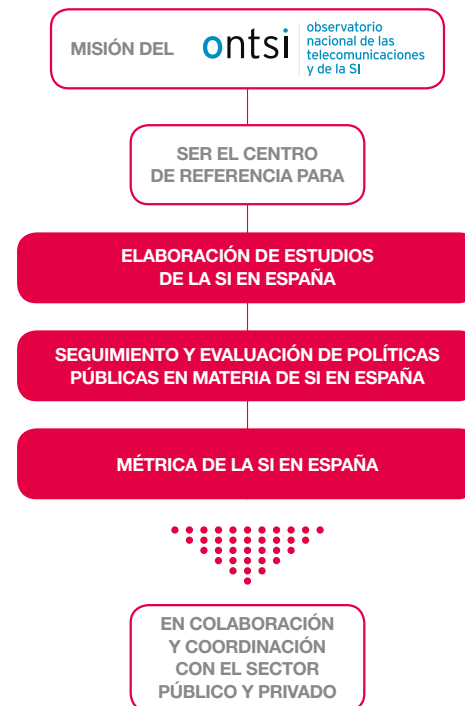 MISIÓN DEL
ontsi
observatorio
nacional de las
telecomunicaciones
y de la SI
SER EL CENTRO
DE REFERENCIA PARA
ELABORACIÓN DE ESTUDIOS
DE LA SI EN ESPAÑA
SEGUIMIENTO Y EVALUACIÓN DE POLÍTICAS
PÚBLICAS EN MATERIA DE SI EN ESPAÑA
MÉTRICA DE LA SI EN ESPAÑA
EN COLABORACIÓN
Y COORDINACIÓN
CON EL SECTOR
PÚBLICO Y PRIVADO